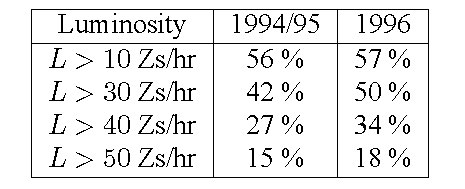 Luminosity 1994/95 1996
L > 10 Zs/hr 56 % 57 %
L > 30 Zs/hr 42 % 50 %
L > 40 Zs/hr 27 % 34 %
L > 50 Zs/hr 15 % 18 %